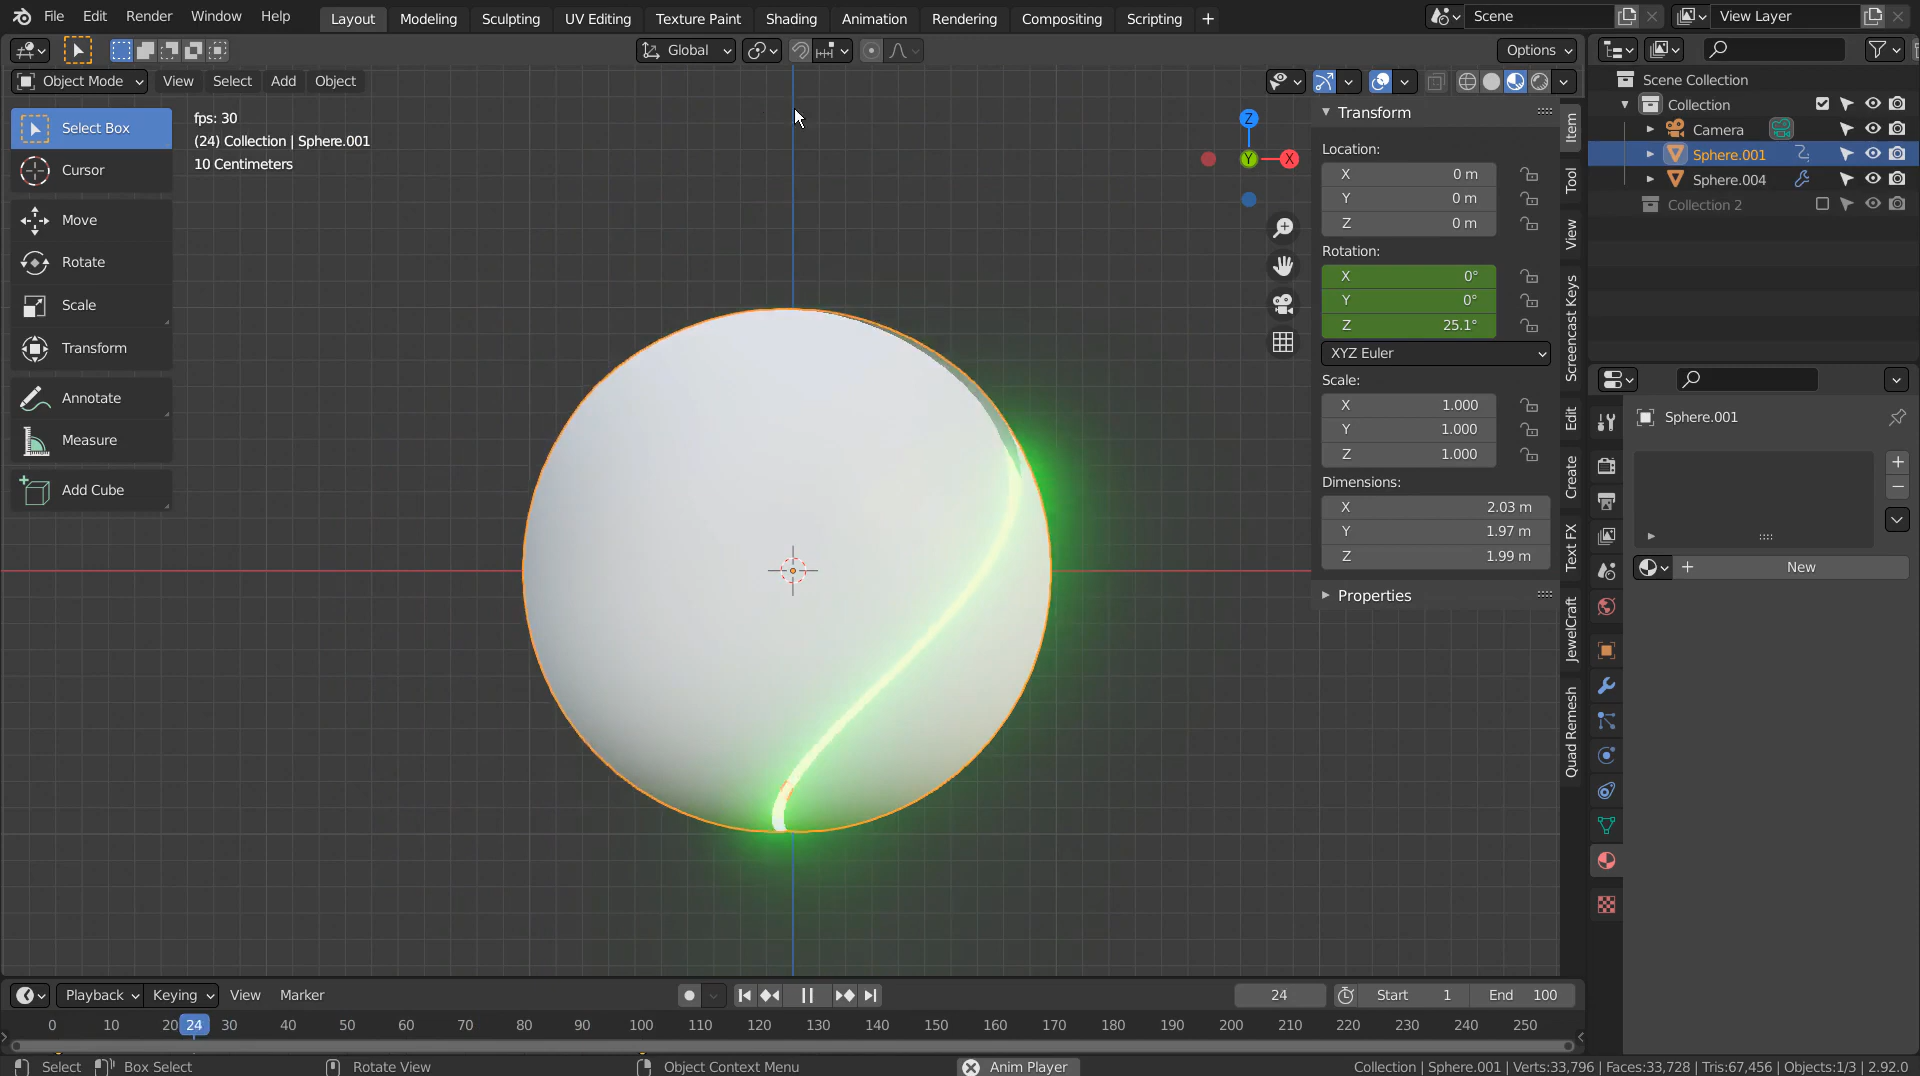 File Edit Render Window Help Layout Modeling Sculpting UV Editing Texture Paint Shading Animation Rendering Compositing Scripting + Scene View Layer
Global Options
Object Mode View Select Add Object
Select Box
Cursor
Move
Rotate
Scale
Transform
Annotate
Measure
Add Cube
fps: 30
(24) Collection | Sphere.001
10 Centimeters
Z
Y
X
Transform
Location:
X 0 m
Y 0 m
Z 0 m
Rotation:
X 0°
Y 0°
Z 25.1°
XYZ Euler
Scale:
X 1.000
Y 1.000
Z 1.000
Dimensions:
X 2.03 m
Y 1.97 m
Z 1.99 m
Properties
Item
Tool
View
Screencast Keys
Edit
Create
Text FX
JewelCraft
Quad Remesh
Scene Collection
Collection
Camera
Sphere.001
Sphere.004
Collection 2
Sphere.001
+
−
+ New
Playback Keying View Marker 24 Start 1 End 100
0 10 20 24 30 40 50 60 70 80 90 100 110 120 130 140 150 160 170 180 190 200 210 220 230 240 250
Select Box Select Rotate View Object Context Menu Anim Player Collection | Sphere.001 | Verts:33,796 | Faces:33,728 | Tris:67,456 | Objects:1/3 | 2.92.0